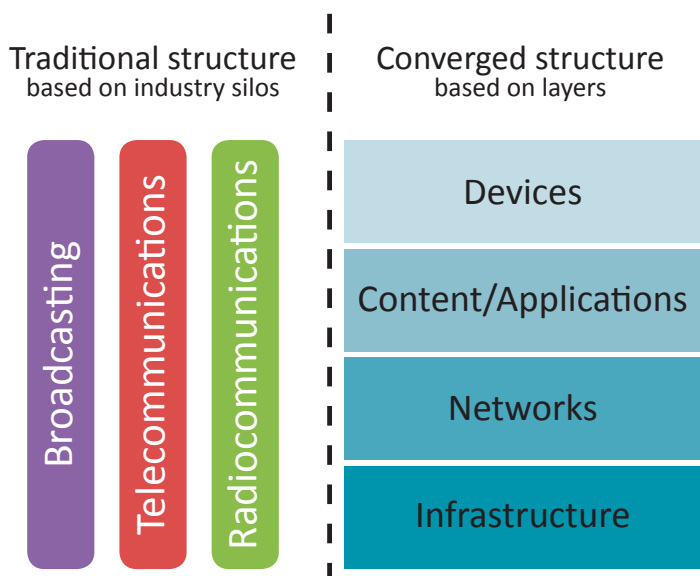 Traditional structure
based on industry silos
Broadcasting
Telecommunications
Radiocommunications
Converged structure
based on layers
Devices
Content/Applications
Networks
Infrastructure